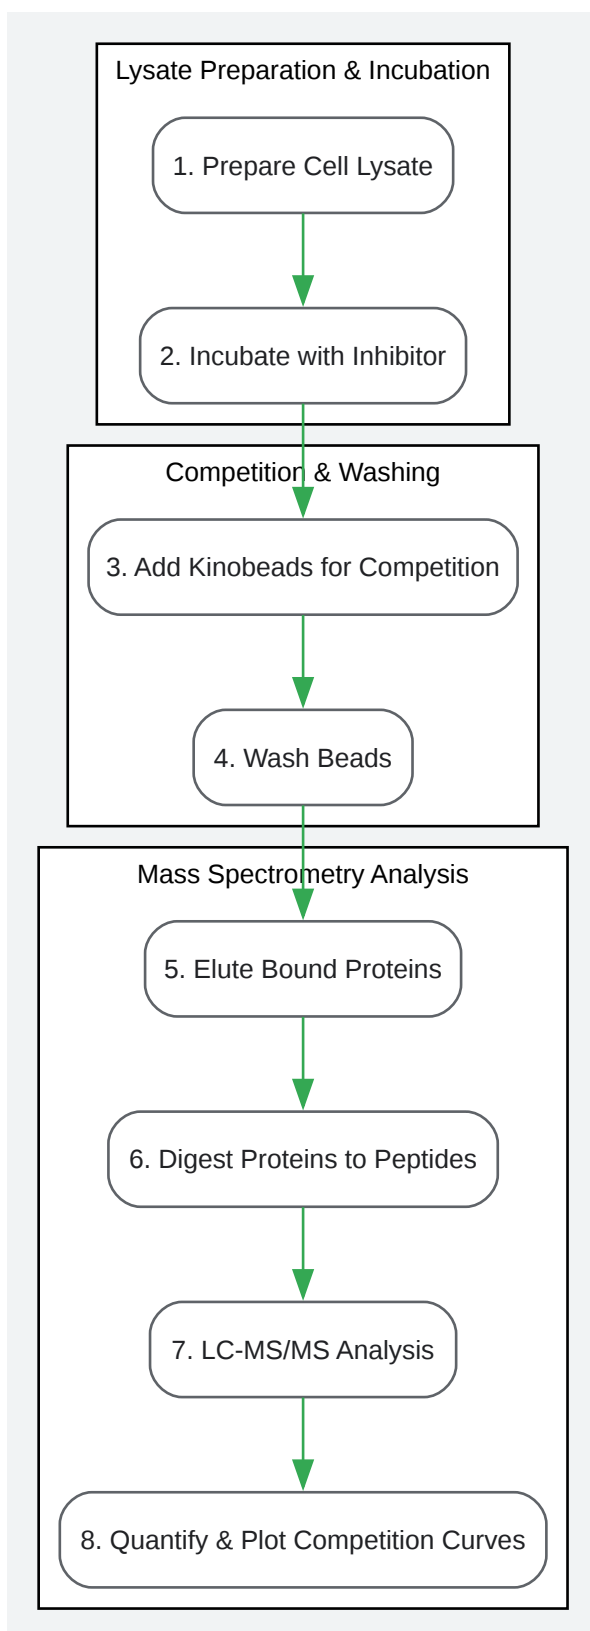 Lysate Preparation & Incubation
1. Prepare Cell Lysate
2. Incubate with Inhibitor
Competition & Washing
3. Add Kinobeads for Competition
4. Wash Beads
Mass Spectrometry Analysis
5. Elute Bound Proteins
6. Digest Proteins to Peptides
7. LC-MS/MS Analysis
8. Quantify & Plot Competition Curves